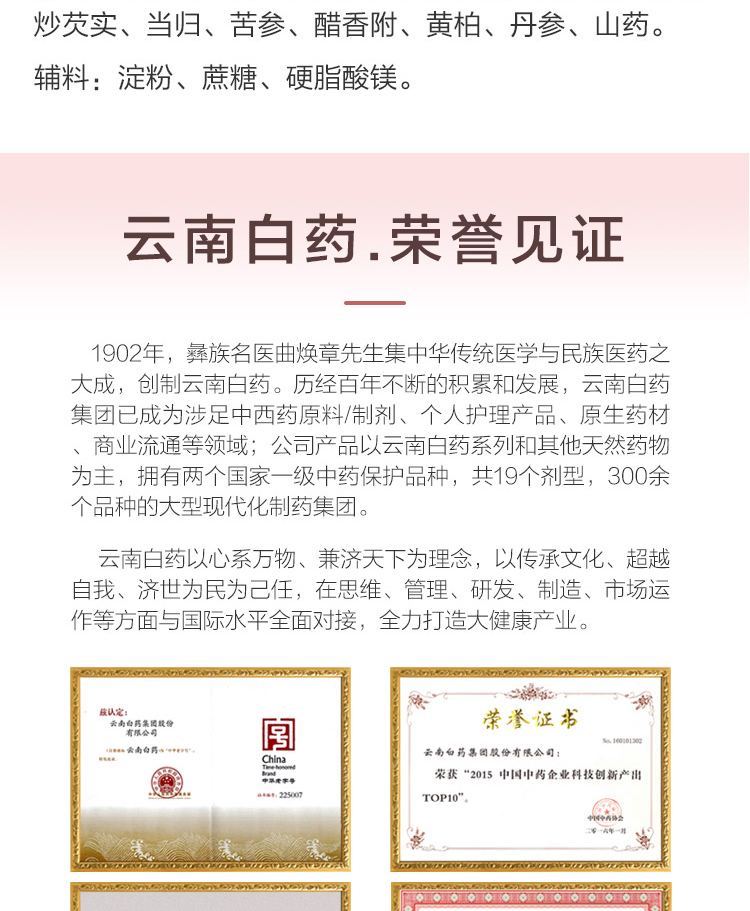 炒芡实、当归、苦参、醋香附、黄柏、丹参、山药。
辅料：淀粉、蔗糖、硬脂酸镁。
云南白药.荣誉见证
1902年，彝族名医曲焕章先生集中华传统医学与民族医药之
大成，创制云南白药。历经百年不断的积累和发展，云南白药
集团已成为涉足中西药原料/制剂、个人护理产品、原生药材
、商业流通等领域；公司产品以云南白药系列和其他天然药物
为主，拥有两个国家一级中药保护品种，共19个剂型，300余
个品种的大型现代化制药集团。
云南白药以心系万物、兼济天下为理念，以传承文化、超越
自我、济世为民为己任，在思维、管理、研发、制造、市场运
作等方面与国际水平全面对接，全力打造大健康产业。
兹认定：
云南白药集团股份
有限公司
云南白药
China
Time-honored
Brand
中华老字号
证书编号：225007
荣誉证书
No. 160101302
云南白药集团股份有限公司：
荣获“2015 中国中药企业科技创新产出
TOP10”。
中国中药协会
二零一六年一月